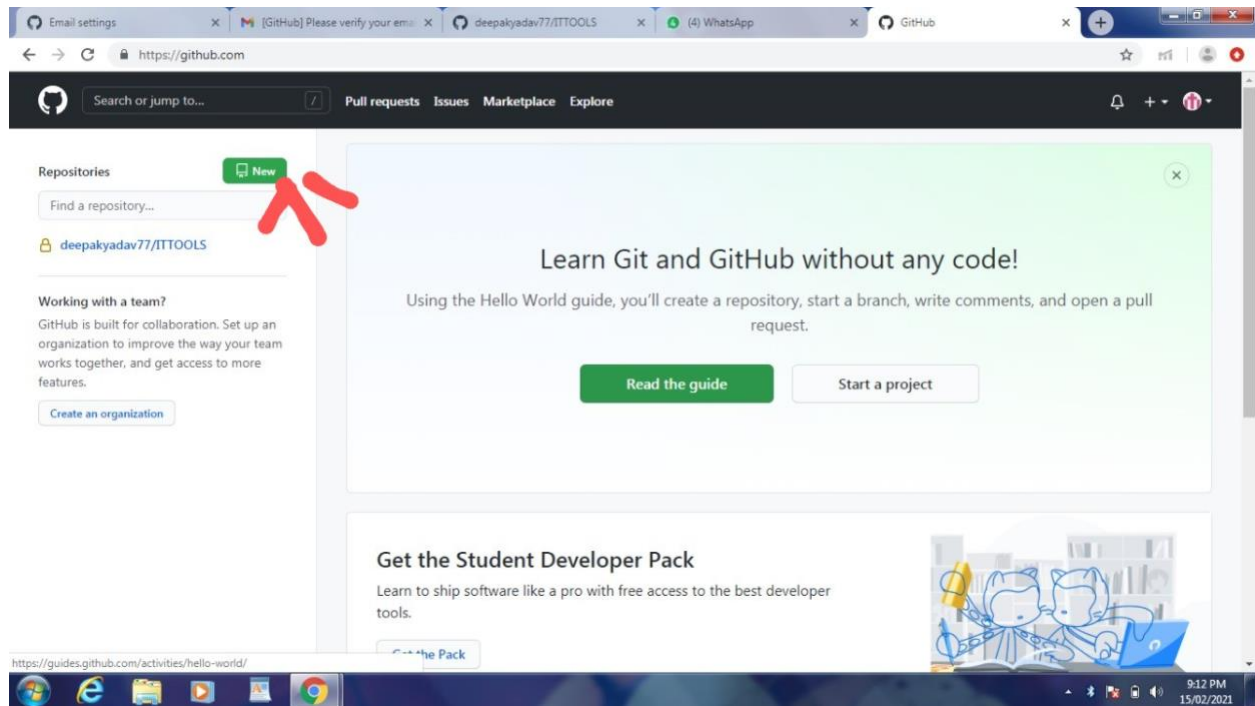 Email settings
[GitHub] Please verify your ema
deepakyadav77/ITTOOLS
(4) WhatsApp
GitHub
https://github.com
Search or jump to...
/
Pull requests Issues Marketplace Explore
Repositories
New
Find a repository...
deepakyadav77/ITTOOLS
Working with a team?
GitHub is built for collaboration. Set up an
organization to improve the way your team
works together, and get access to more
features.
Create an organization
Learn Git and GitHub without any code!
Using the Hello World guide, you'll create a repository, start a branch, write comments, and open a pull
request.
Read the guide
Start a project
Get the Student Developer Pack
Learn to ship software like a pro with free access to the best developer
tools.
Get the Pack
https://guides.github.com/activities/hello-world/
9:12 PM
15/02/2021